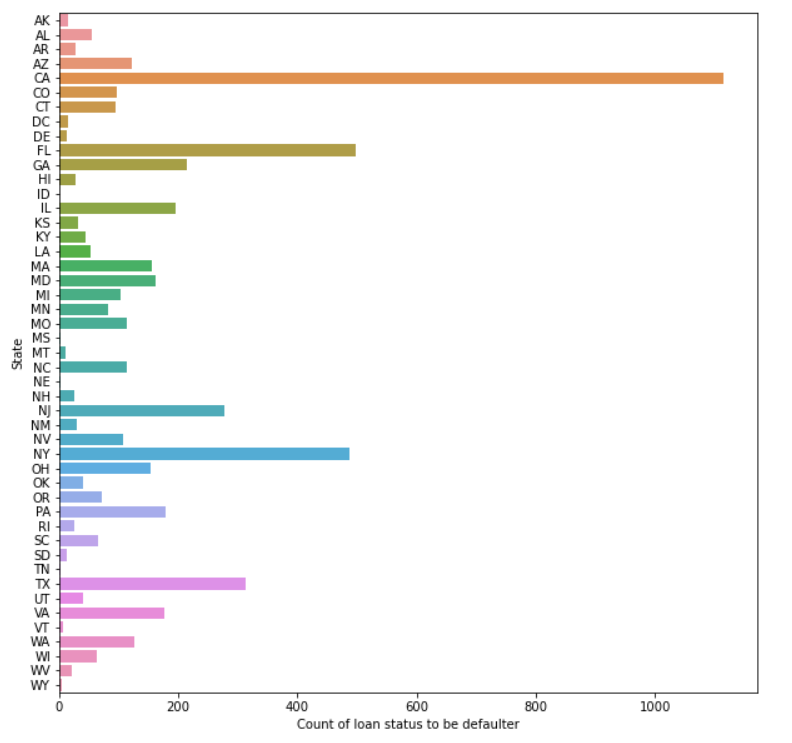 AK
AL
AR
AZ
CA
CO
CT
DC
DE
FL
GA
HI
ID
IL
KS
KY
LA
MA
MD
MI
MN
MO
MS
MT
NC
NE
NH
NJ
NM
NV
NY
OH
OK
OR
PA
RI
SC
SD
TN
TX
UT
VA
VT
WA
WI
WV
WY
State
0 200 400 600 800 1000
Count of loan status to be defaulter